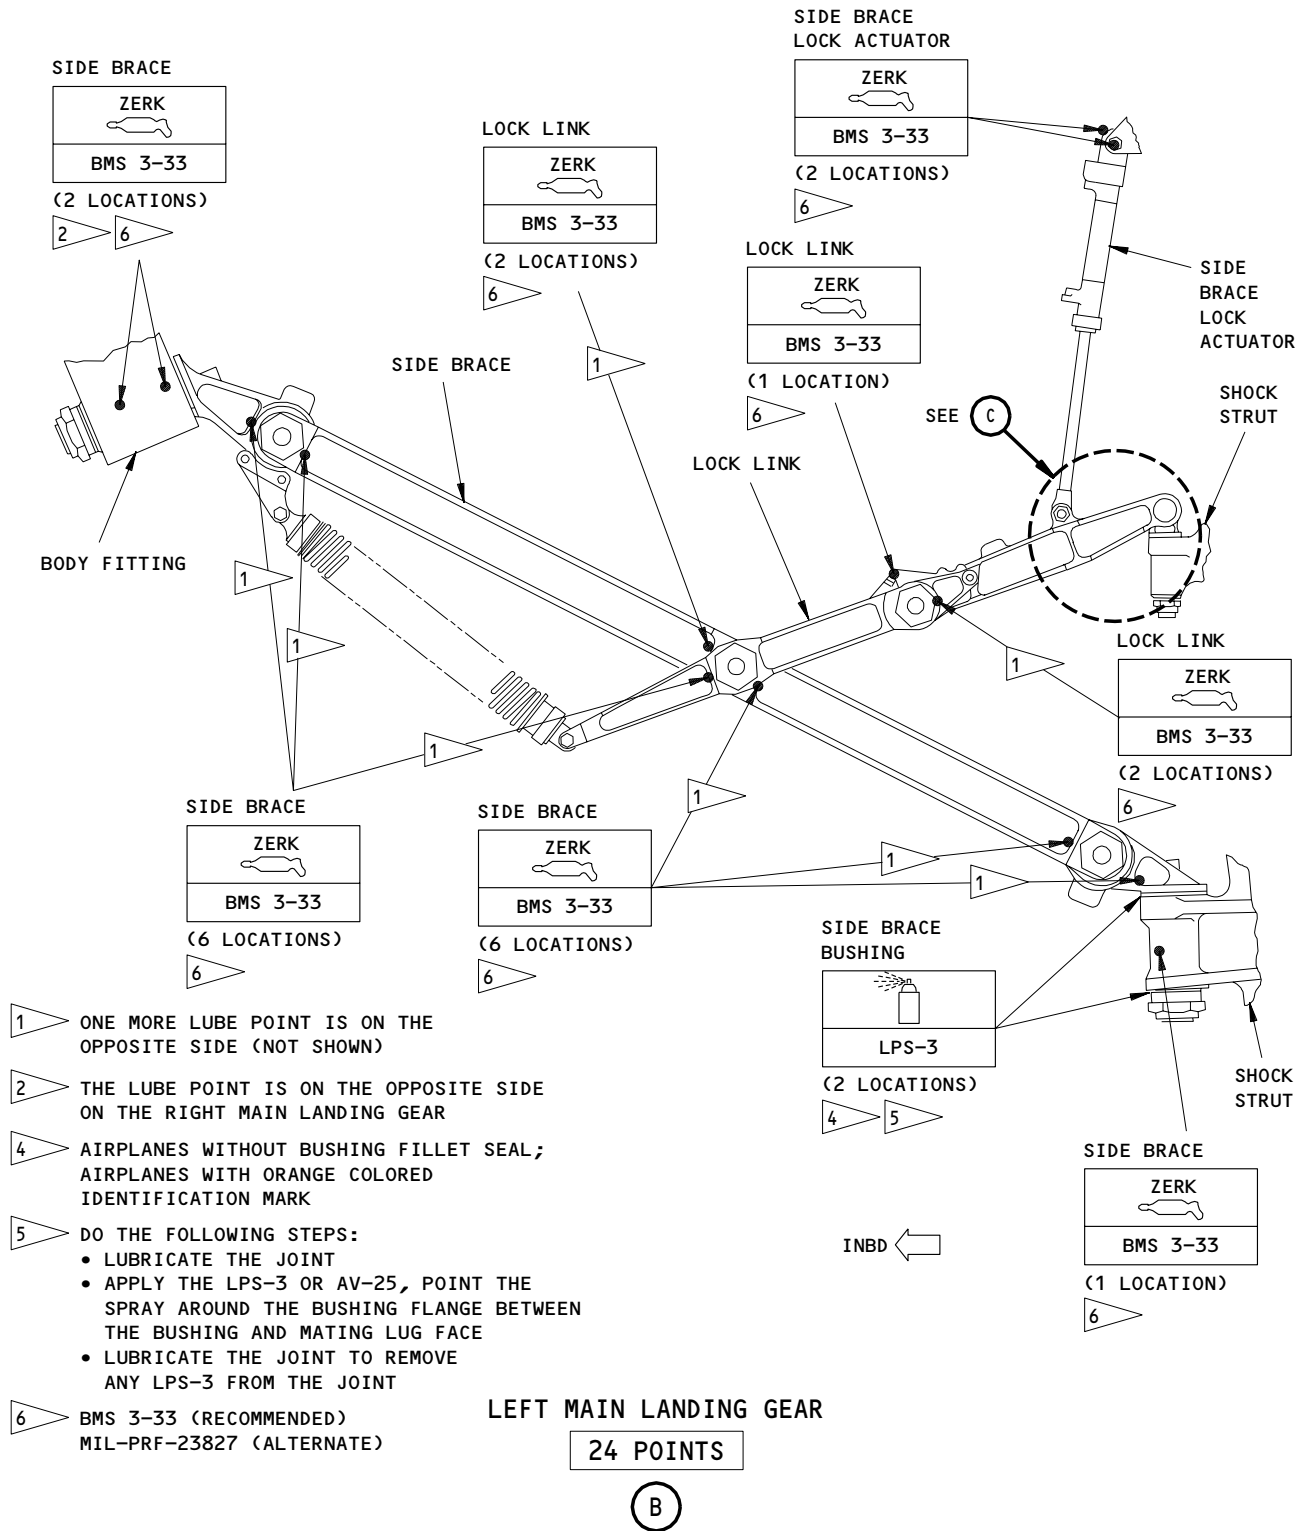 SIDE BRACE
LOCK ACTUATOR
ZERK
BMS 3-33
(2 LOCATIONS)
6
SIDE BRACE
ZERK
BMS 3-33
(2 LOCATIONS)
2
6
LOCK LINK
ZERK
BMS 3-33
(2 LOCATIONS)
6
1
LOCK LINK
ZERK
BMS 3-33
(1 LOCATION)
6
SIDE
BRACE
LOCK
ACTUATOR
SIDE BRACE
SEE C
SHOCK
STRUT
LOCK LINK
BODY FITTING
1
1
1
1
LOCK LINK
ZERK
BMS 3-33
(2 LOCATIONS)
6
SIDE BRACE
ZERK
BMS 3-33
(6 LOCATIONS)
6
SIDE BRACE
ZERK
BMS 3-33
(6 LOCATIONS)
6
1
1
1
SIDE BRACE
BUSHING
LPS-3
(2 LOCATIONS)
4
5
SHOCK
STRUT
SIDE BRACE
ZERK
BMS 3-33
(1 LOCATION)
6
INBD
1 ONE MORE LUBE POINT IS ON THE
OPPOSITE SIDE (NOT SHOWN)
2 THE LUBE POINT IS ON THE OPPOSITE SIDE
ON THE RIGHT MAIN LANDING GEAR
4 AIRPLANES WITHOUT BUSHING FILLET SEAL;
AIRPLANES WITH ORANGE COLORED
IDENTIFICATION MARK
5 DO THE FOLLOWING STEPS:
• LUBRICATE THE JOINT
• APPLY THE LPS-3 OR AV-25, POINT THE
SPRAY AROUND THE BUSHING FLANGE BETWEEN
THE BUSHING AND MATING LUG FACE
• LUBRICATE THE JOINT TO REMOVE
ANY LPS-3 FROM THE JOINT
6 BMS 3-33 (RECOMMENDED)
MIL-PRF-23827 (ALTERNATE)
LEFT MAIN LANDING GEAR
24 POINTS
B